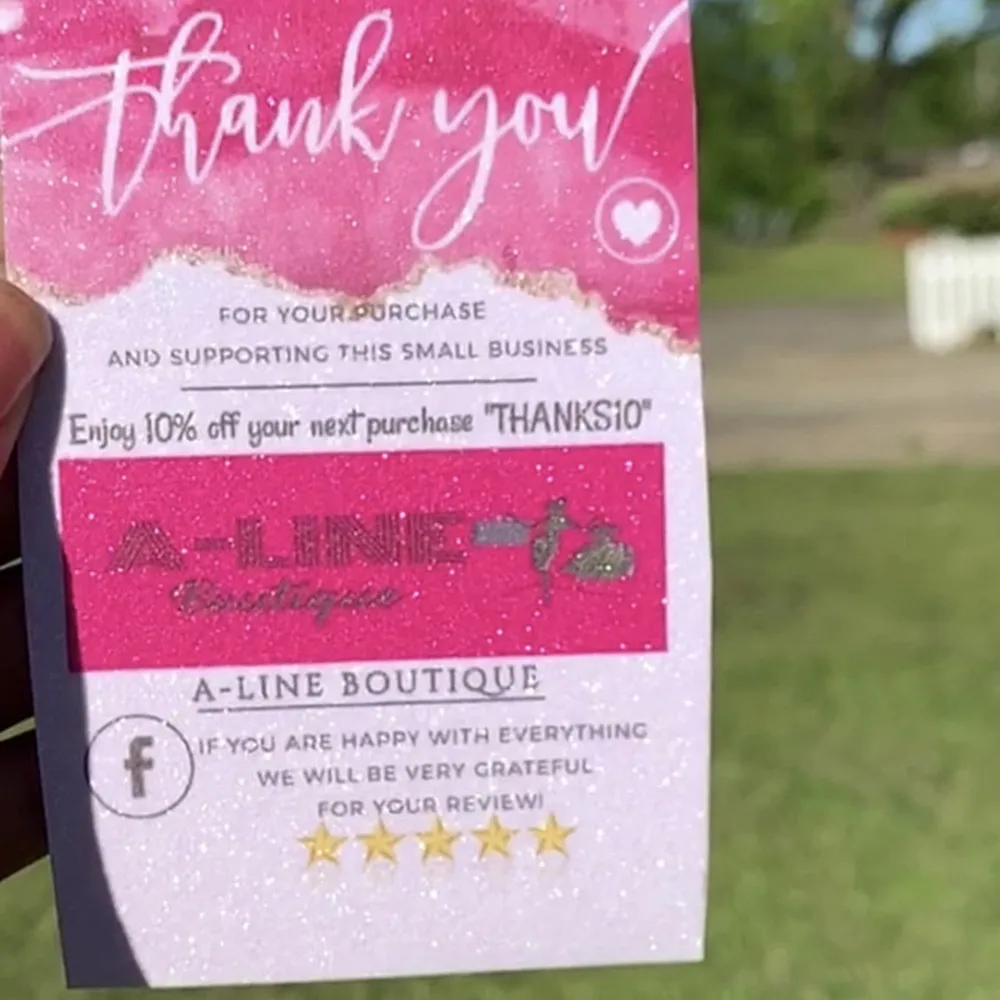 thank you
FOR YOUR PURCHASE
AND SUPPORTING THIS SMALL BUSINESS
Enjoy 10% off your next purchase "THANKS10"
A-LINE
Boutique
A-LINE BOUTIQUE
f
IF YOU ARE HAPPY WITH EVERYTHING
WE WILL BE VERY GRATEFUL
FOR YOUR REVIEW!